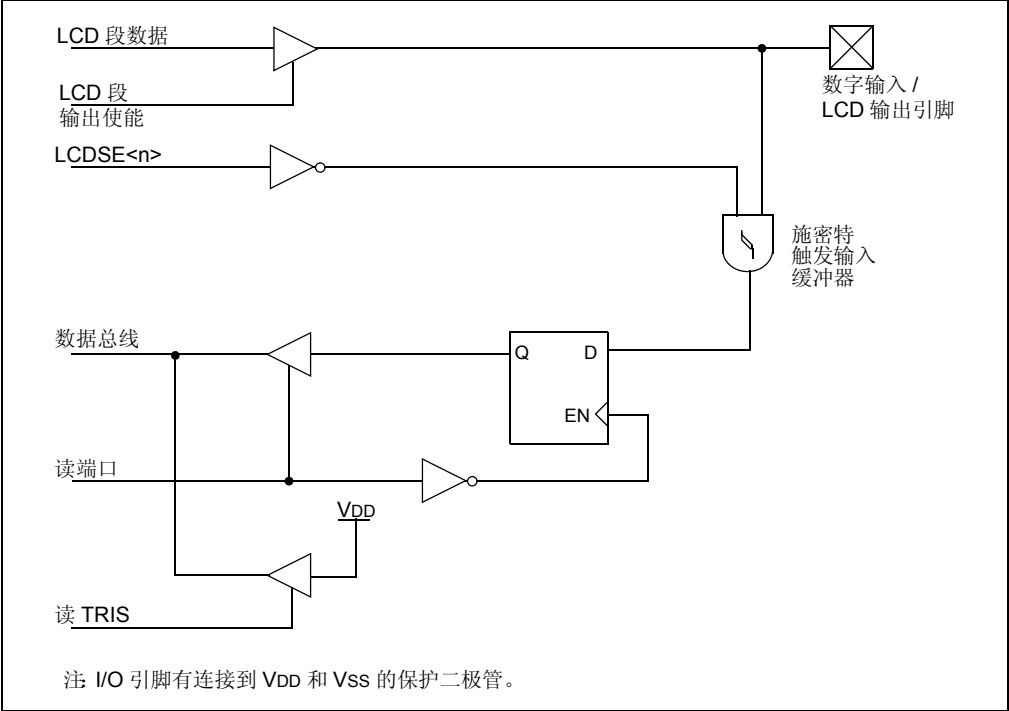 LCD 段数据
LCD 段
输出使能
数字输入 /
LCD 输出引脚
LCDSE<n>
施密特
触发输入
缓冲器
数据总线
Q
D
EN
读端口
VDD
读 TRIS
注: I/O 引脚有连接到 VDD 和 VSS 的保护二极管。